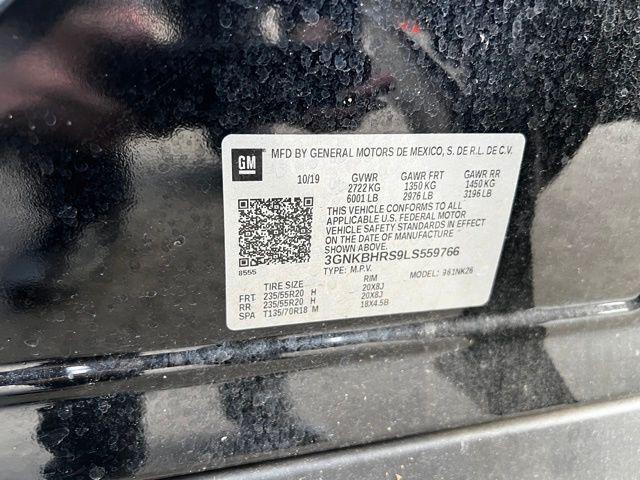 GM MFD BY GENERAL MOTORS DE MEXICO, S. DE R.L. DE C.V.
10/19 GVWR GAWR FRT GAWR RR
2722 KG 1350 KG 1450 KG
6001 LB 2976 LB 3196 LB
THIS VEHICLE CONFORMS TO ALL
APPLICABLE U.S. FEDERAL MOTOR
VEHICLE SAFETY STANDARDS IN EFFECT
ON THE DATE OF MANUFACTURE
SHOWN ABOVE.
3GNKBHRS9LS559766
8555 TYPE: M.P.V. MODEL: 981NK26
TIRE SIZE RIM
FRT 235/55R20 H 20X8J
RR 235/55R20 H 20X8J
SPA T135/70R18 M 18X4.5B